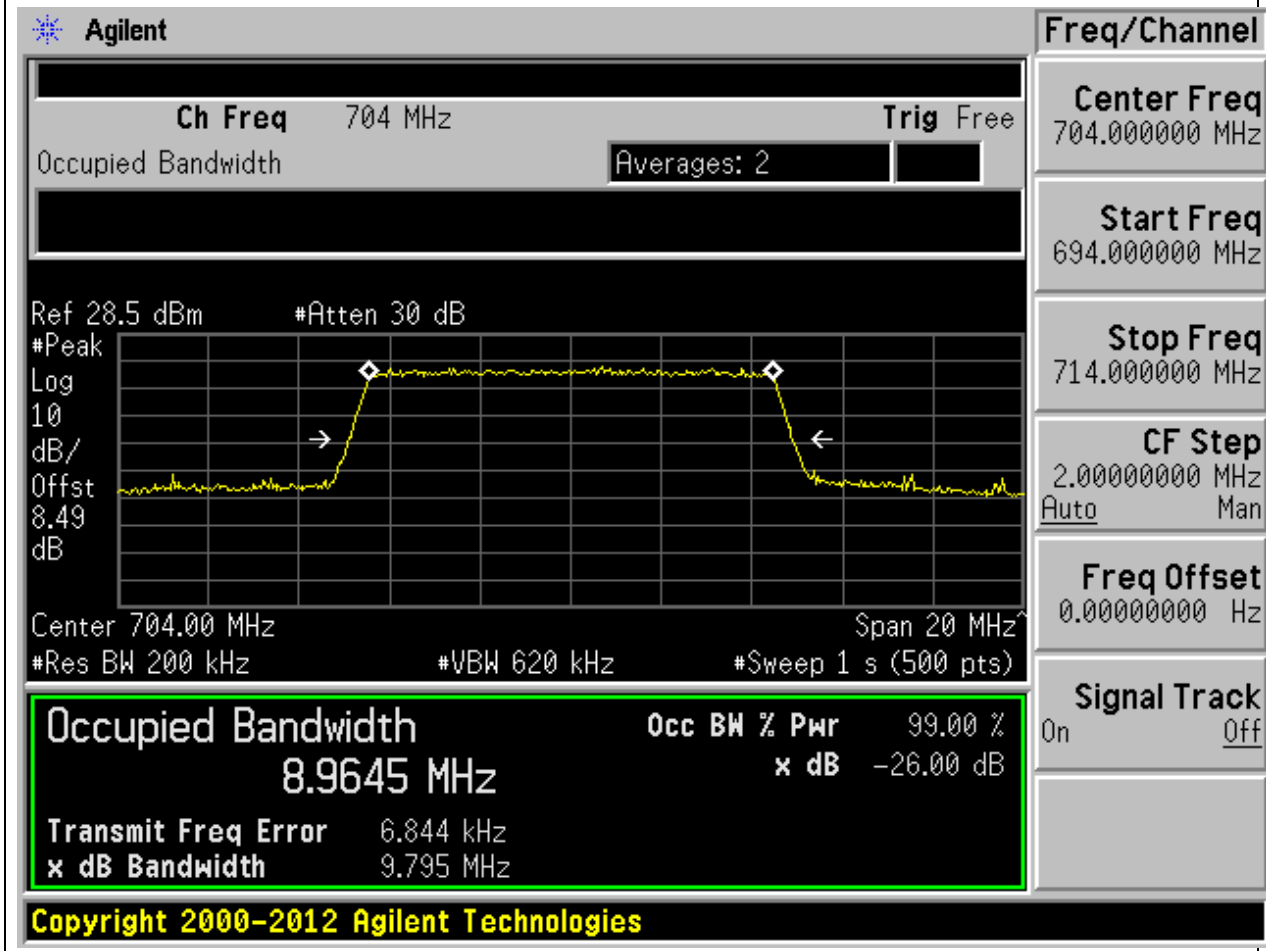 Agilent
Freq/Channel
Ch Freq 704 MHz Trig Free
Occupied Bandwidth Averages: 2
Ref 28.5 dBm #Atten 30 dB
#Peak
Log
10
dB/
Offst
8.49
dB
Center 704.00 MHz Span 20 MHz^
#Res BW 200 kHz #VBW 620 kHz #Sweep 1 s (500 pts)
Occupied Bandwidth Occ BW % Pwr 99.00 %
8.9645 MHz x dB -26.00 dB
Transmit Freq Error 6.844 kHz
x dB Bandwidth 9.795 MHz
Center Freq
704.000000 MHz
Start Freq
694.000000 MHz
Stop Freq
714.000000 MHz
CF Step
2.00000000 MHz
Auto Man
Freq Offset
0.00000000 Hz
Signal Track
On Off
Copyright 2000-2012 Agilent Technologies